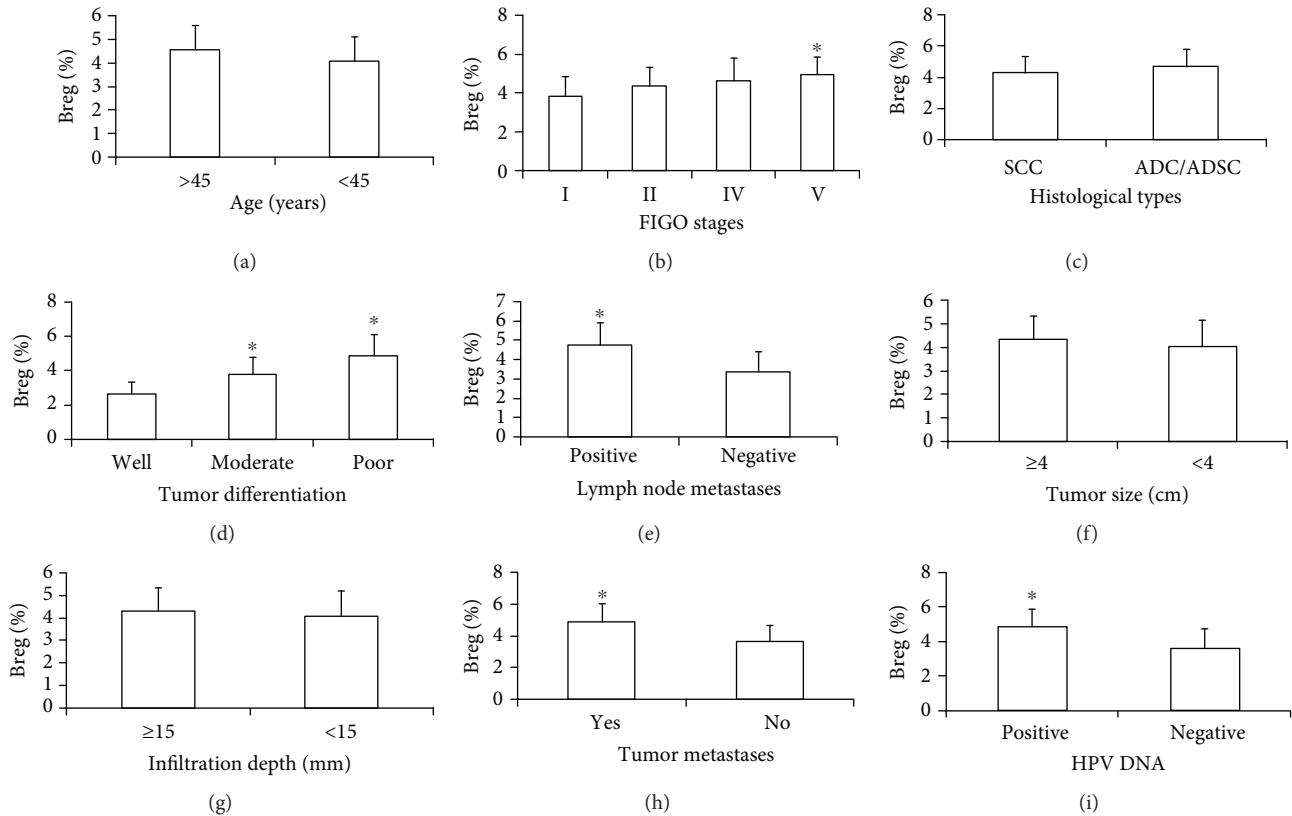 6
5
4
3
2
1
0
Breg (%)
>45
<45
Age (years)
(a)
8
6
4
2
0
Breg (%)
*
I
II
IV
V
FIGO stages
(b)
8
6
4
2
0
Breg (%)
SCC
ADC/ADSC
Histological types
(c)
8
6
4
2
0
Breg (%)
*
*
Well
Moderate
Poor
Tumor differentiation
(d)
7
6
5
4
3
2
1
0
Breg (%)
*
Positive
Negative
Lymph node metastases
(e)
6
5
4
3
2
1
0
Breg (%)
≥4
<4
Tumor size (cm)
(f)
6
5
4
3
2
1
0
Breg (%)
≥15
<15
Infiltration depth (mm)
(g)
8
6
4
2
0
Breg (%)
*
Yes
No
Tumor metastases
(h)
8
6
4
2
0
Breg (%)
*
Positive
Negative
HPV DNA
(i)